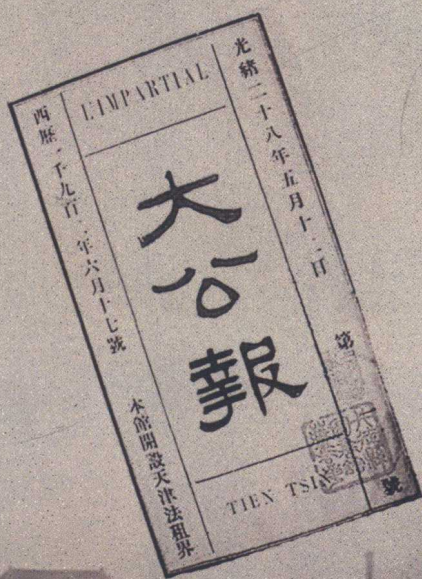 光緒二十八年五月十二日
第 號
L'IMPARTIAL
大公報
TIEN TSIN
西歷一千九百二年六月十七號
本館開設天津法租界